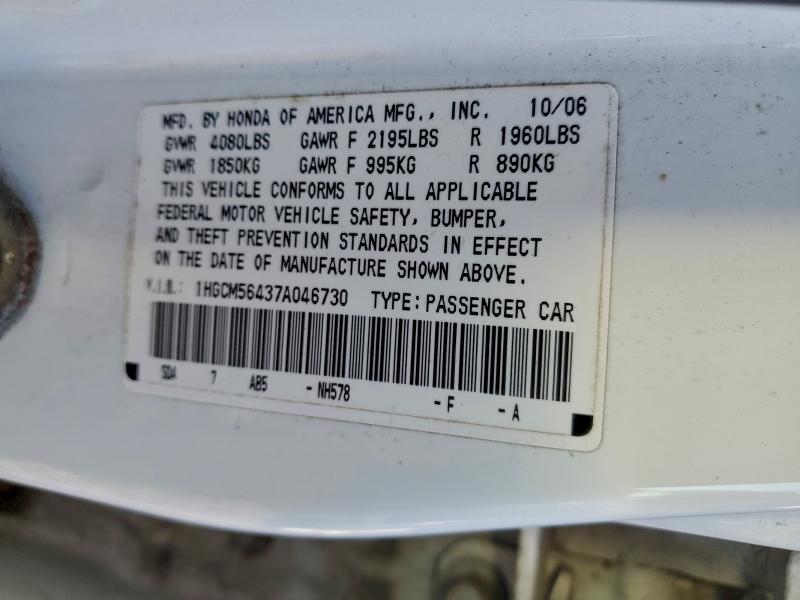 MFD. BY HONDA OF AMERICA MFG., INC. 10/06
GVWR 4080LBS GAWR F 2195LBS R 1960LBS
GVWR 1850KG GAWR F 995KG R 890KG
THIS VEHICLE CONFORMS TO ALL APPLICABLE
FEDERAL MOTOR VEHICLE SAFETY, BUMPER,
AND THEFT PREVENTION STANDARDS IN EFFECT
ON THE DATE OF MANUFACTURE SHOWN ABOVE.
V.I.N.: 1HGCM56437A046730 TYPE:PASSENGER CAR
SDA 7 AB5 -NH578 -F -A